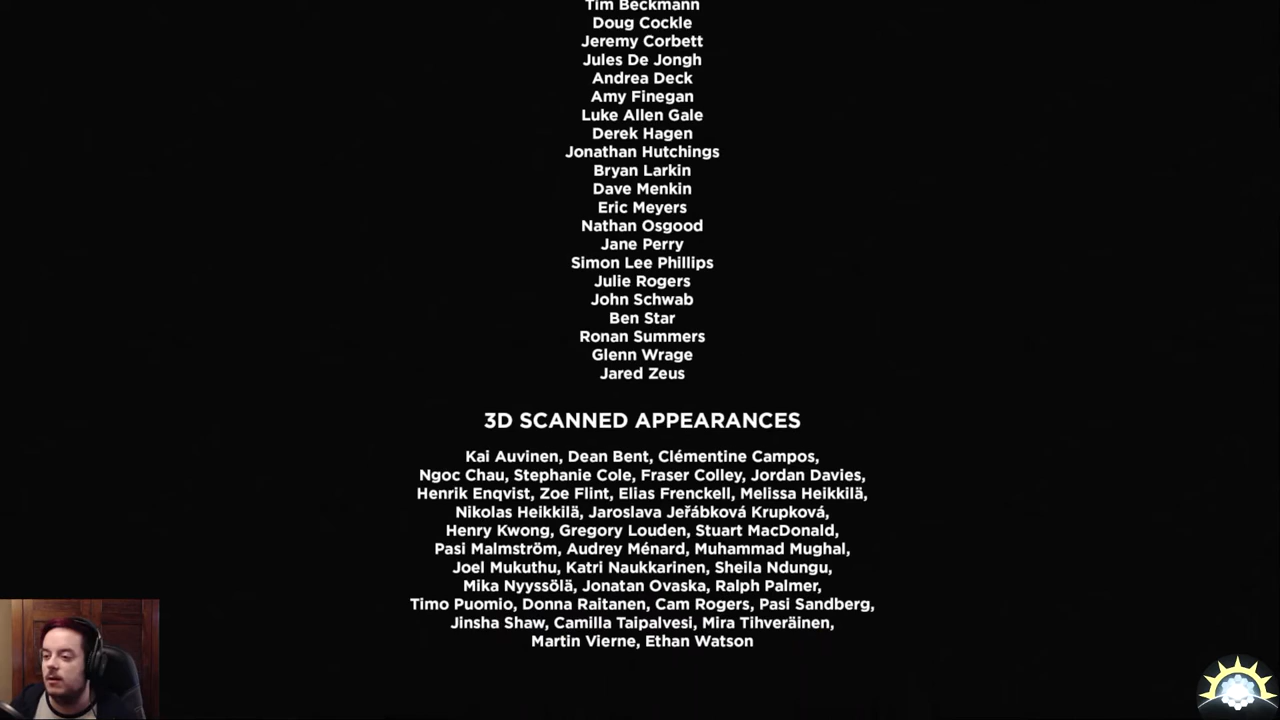 Tim Beckmann
Doug Cockle
Jeremy Corbett
Jules De Jongh
Andrea Deck
Amy Finegan
Luke Allen Gale
Derek Hagen
Jonathan Hutchings
Bryan Larkin
Dave Menkin
Eric Meyers
Nathan Osgood
Jane Perry
Simon Lee Phillips
Julie Rogers
John Schwab
Ben Star
Ronan Summers
Glenn Wrage
Jared Zeus
3D SCANNED APPEARANCES
Kai Auvinen, Dean Bent, Clémentine Campos,
Ngoc Chau, Stephanie Cole, Fraser Colley, Jordan Davies,
Henrik Enqvist, Zoe Flint, Elias Frenckell, Melissa Heikkilä,
Nikolas Heikkilä, Jaroslava Jeřábková Krupková,
Henry Kwong, Gregory Louden, Stuart MacDonald,
Pasi Malmström, Audrey Ménard, Muhammad Mughal,
Joel Mukuthu, Katri Naukkarinen, Sheila Ndungu,
Mika Nyyssölä, Jonatan Ovaska, Ralph Palmer,
Timo Puomio, Donna Raitanen, Cam Rogers, Pasi Sandberg,
Jinsha Shaw, Camilla Taipalvesi, Mira Tihveräinen,
Martin Vierne, Ethan Watson